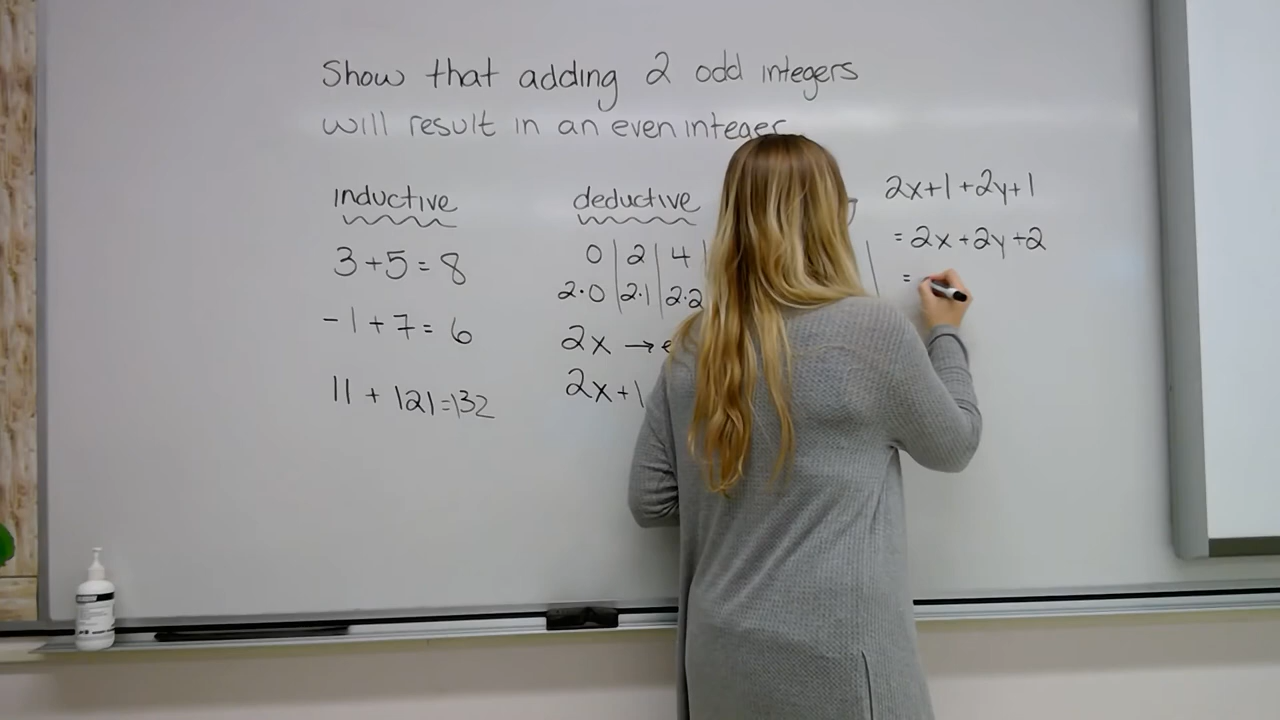 Show that adding 2 odd integers
will result in an even integer
inductive
3+5=8
-1+7=6
11+121=132
deductive
0 | 2 | 4 |
2·0 | 2·1 | 2·2
2x →
2x+1
2x+1+2y+1
=2x+2y+2
=